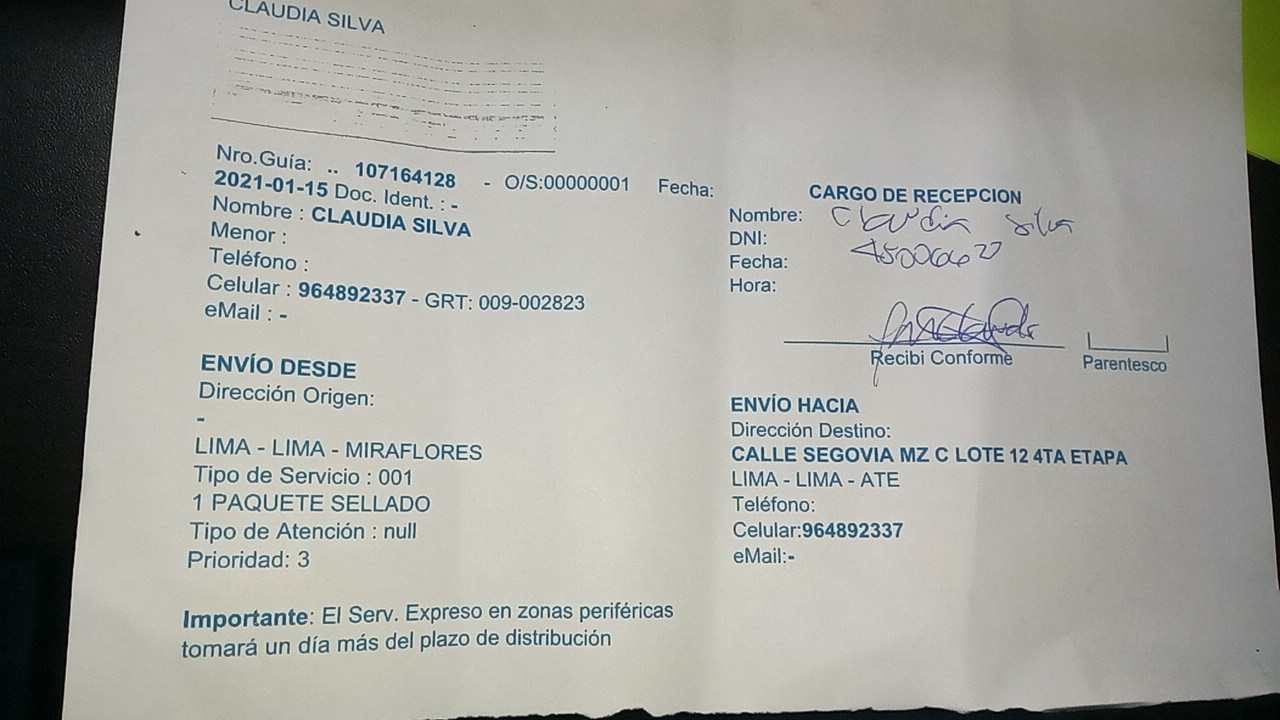 CLAUDIA SILVA
Nro.Guía: .. 107164128 - O/S:00000001 Fecha:
2021-01-15 Doc. Ident. : -
Nombre : CLAUDIA SILVA
Menor :
Teléfono :
Celular : 964892337 - GRT: 009-002823
eMail : -
ENVÍO DESDE
Dirección Origen:
-
LIMA - LIMA - MIRAFLORES
Tipo de Servicio : 001
1 PAQUETE SELLADO
Tipo de Atención : null
Prioridad: 3
Importante: El Serv. Expreso en zonas periféricas
tomará un día más del plazo de distribución
CARGO DE RECEPCION
Nombre: Claudia Silva
DNI:
Fecha:
Hora:
Recibi Conforme
Parentesco
ENVÍO HACIA
Dirección Destino:
CALLE SEGOVIA MZ C LOTE 12 4TA ETAPA
LIMA - LIMA - ATE
Teléfono:
Celular:964892337
eMail:-